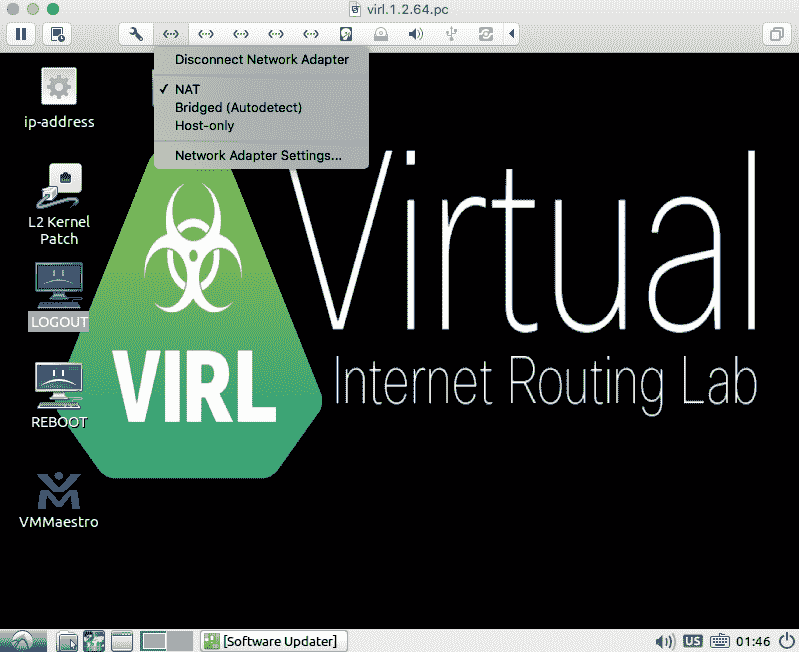 virl.1.2.64.pc
Disconnect Network Adapter
✓ NAT
Bridged (Autodetect)
Host-only
Network Adapter Settings...
ip-address
L2 Kernel
Patch
LOGOUT
REBOOT
VMMaestro
VIRL
Virtual
Internet Routing Lab
[Software Updater]
US
01:46